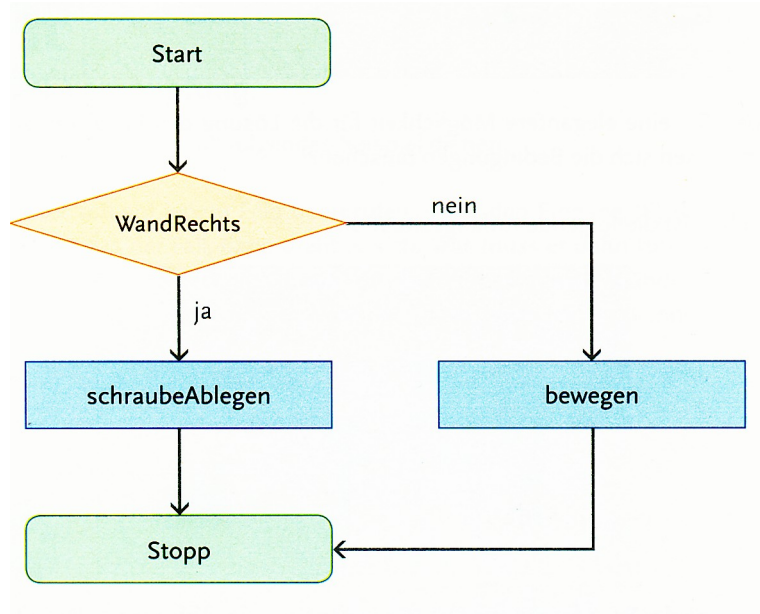 Start
WandRechts
nein
ja
schraubeAblegen
bewegen
Stopp